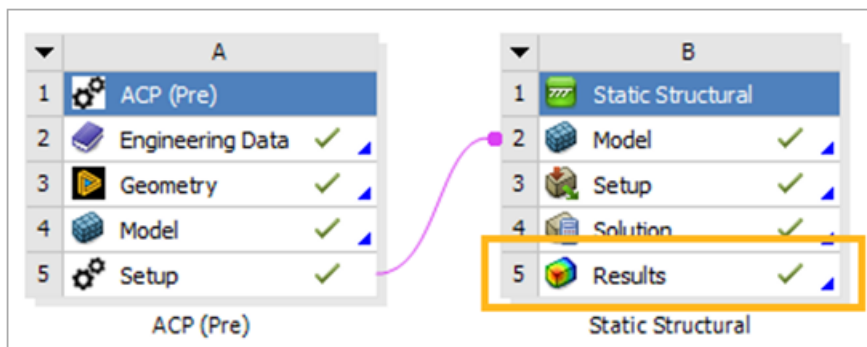 A
1 ACP (Pre)
2 Engineering Data
3 Geometry
4 Model
5 Setup
ACP (Pre)
B
1 Static Structural
2 Model
3 Setup
4 Solution
5 Results
Static Structural